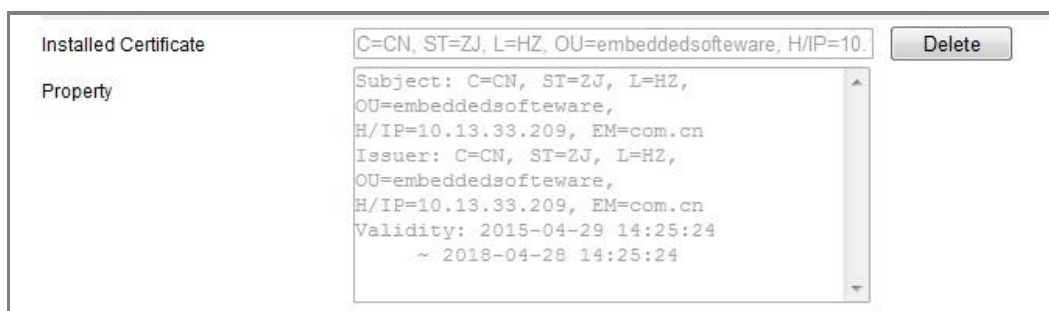 Installed Certificate
C=CN, ST=ZJ, L=HZ, OU=embeddedsofteware, H/IP=10.
Delete
Property
Subject: C=CN, ST=ZJ, L=HZ,
OU=embeddedsofteware,
H/IP=10.13.33.209, EM=com.cn
Issuer: C=CN, ST=ZJ, L=HZ,
OU=embeddedsofteware,
H/IP=10.13.33.209, EM=com.cn
Validity: 2015-04-29 14:25:24
~ 2018-04-28 14:25:24